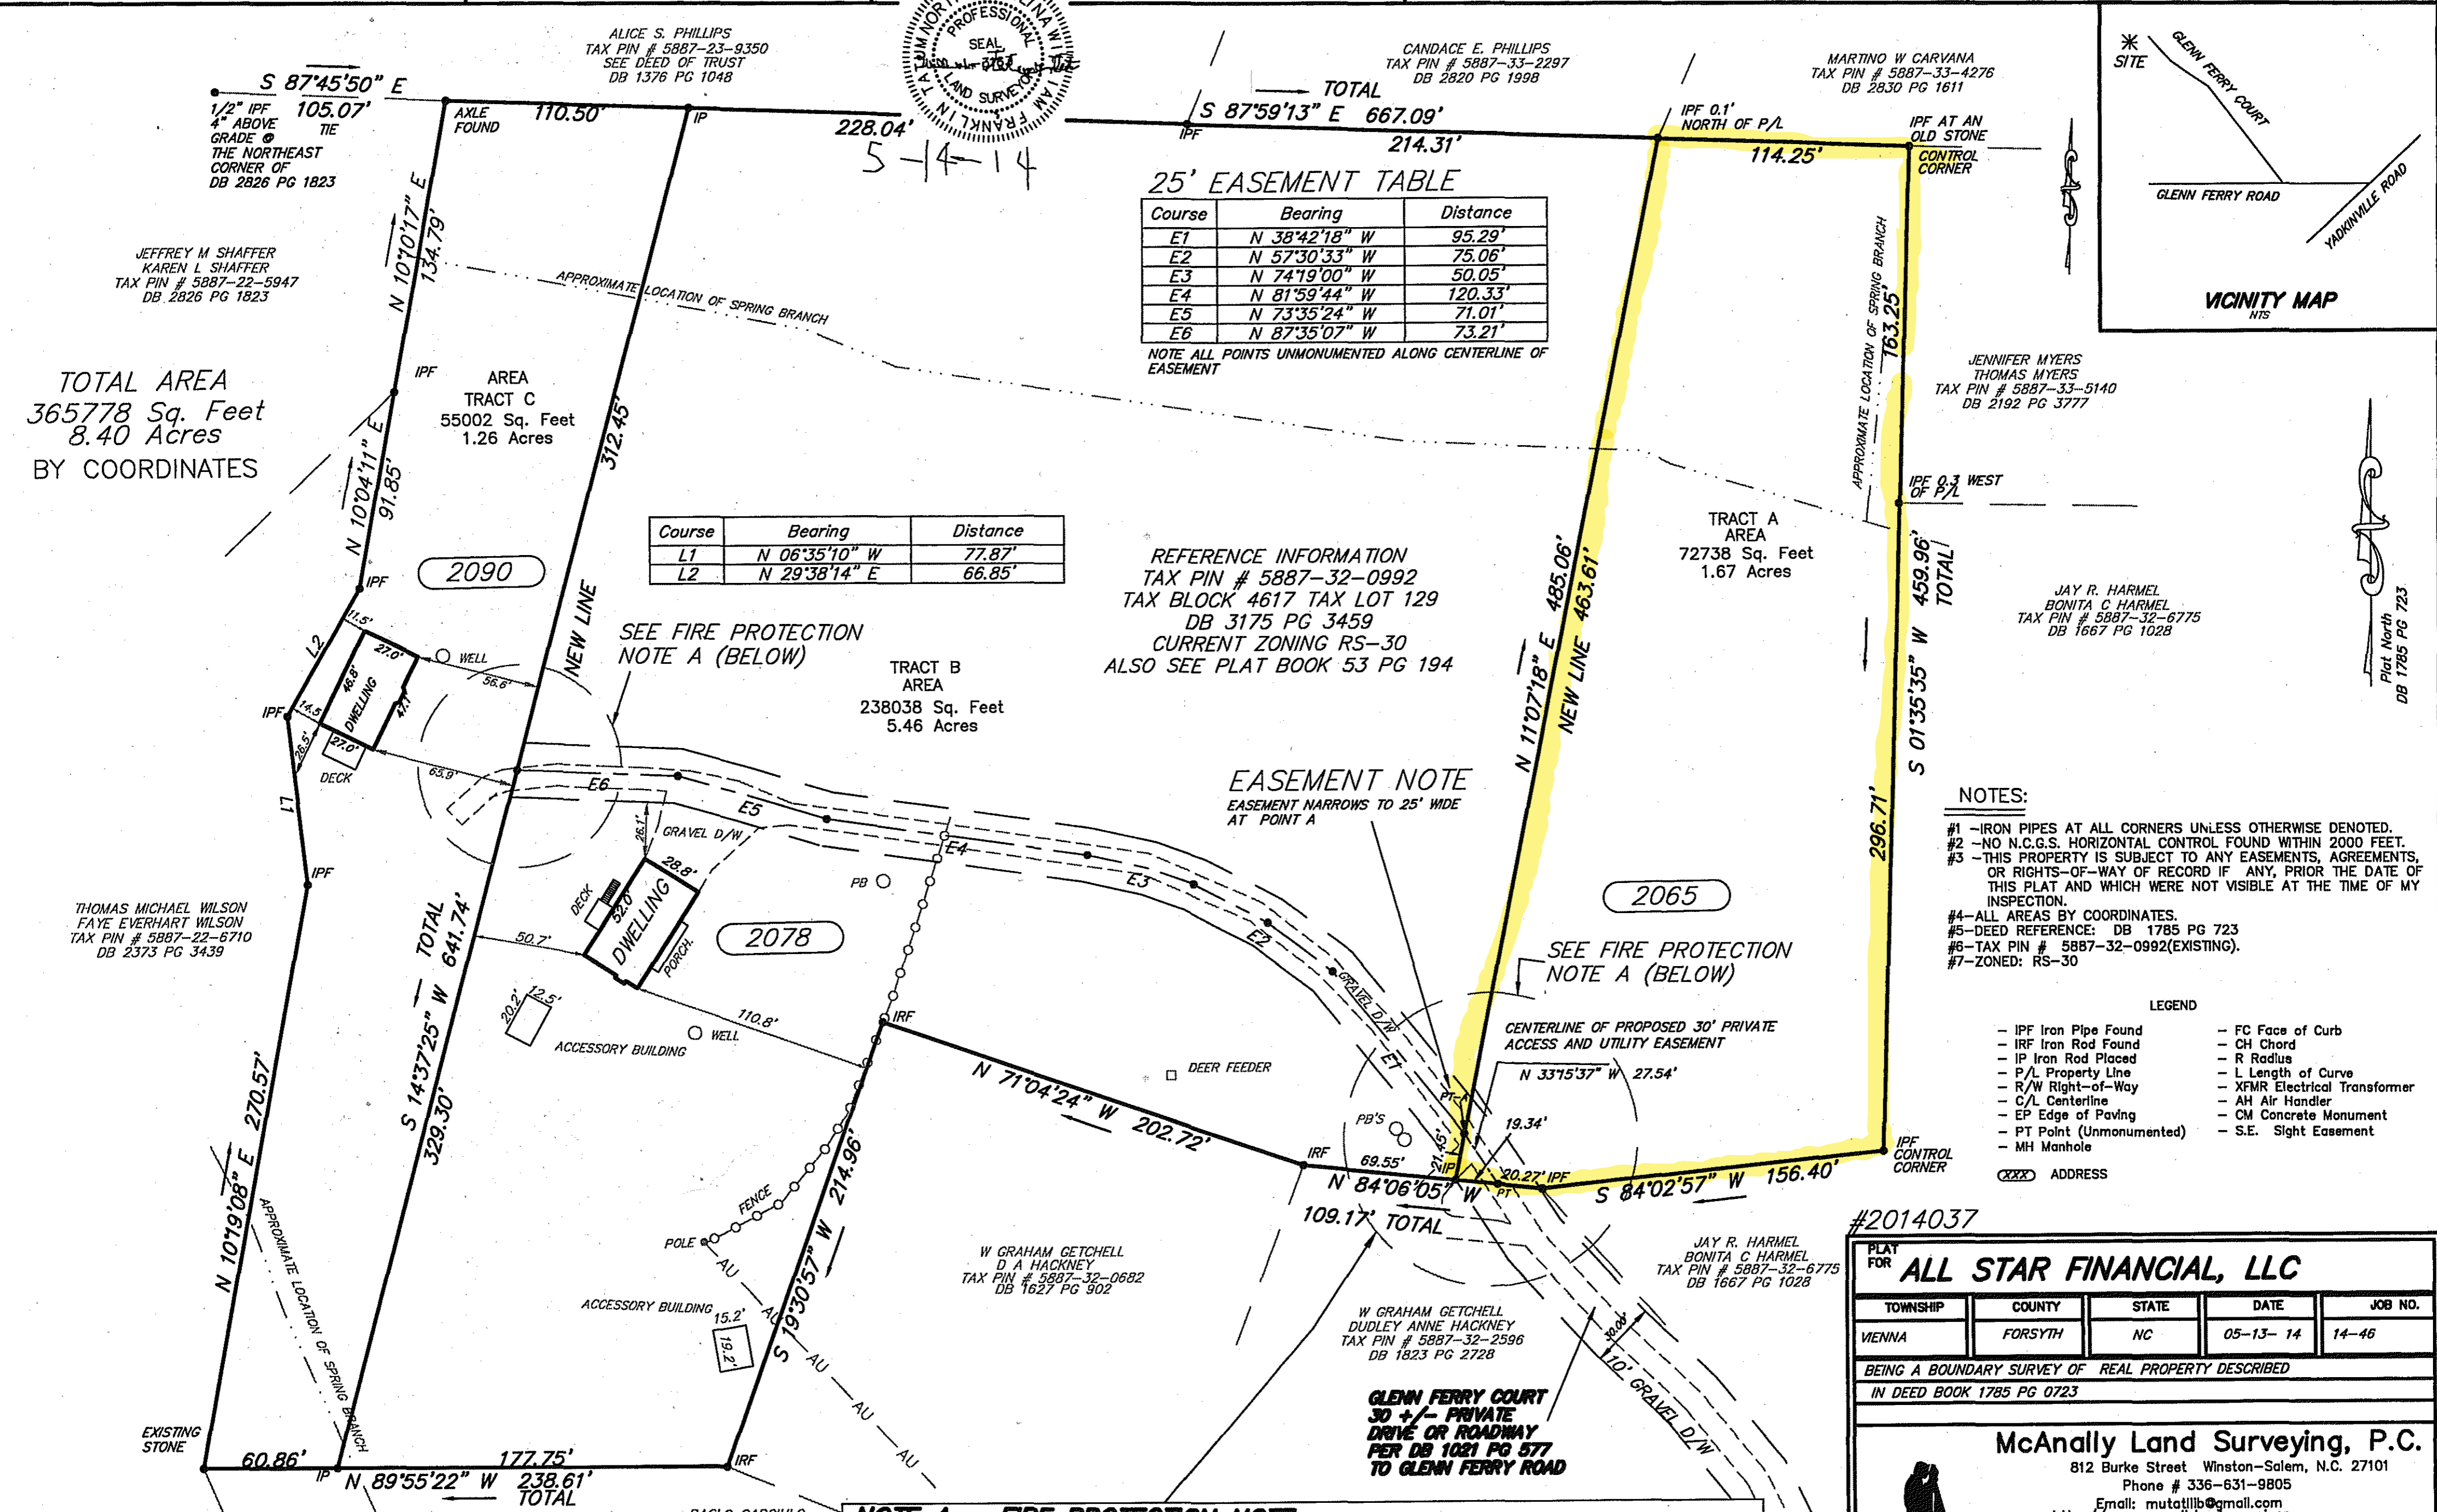 ALICE S. PHILLIPS
TAX PIN # 5887-23-9350
SEE DEED OF TRUST
DB 1376 PG 1048
PROFESSIONAL
SEAL
LAND SURVEYOR
FRANKLIN TATUM
5-14-14
CANDACE E. PHILLIPS
TAX PIN # 5887-33-2297
DB 2820 PG 1998
MARTINO W CARVANA
TAX PIN # 5887-33-4276
DB 2830 PG 1611
SITE
GLENN FERRY COURT
GLENN FERRY ROAD
YADKINVILLE ROAD
VICINITY MAP
NTS
S 87°45'50" E
105.07'
TIE
1/2" IPF
4" ABOVE
GRADE @
THE NORTHEAST
CORNER OF
DB 2826 PG 1823
AXLE
FOUND
110.50'
IP
228.04'
TOTAL
S 87°59'13" E 667.09'
IPF
214.31'
IPF 0.1'
NORTH OF P/L
114.25'
IPF AT AN
OLD STONE
CONTROL
CORNER
25' EASEMENT TABLE
Course Bearing Distance
E1 N 38°42'18" W 95.29'
E2 N 57°30'33" W 75.06'
E3 N 74°19'00" W 50.05'
E4 N 81°59'44" W 120.33'
E5 N 73°35'24" W 71.01'
E6 N 87°35'07" W 73.21'
NOTE ALL POINTS UNMONUMENTED ALONG CENTERLINE OF
EASEMENT
JEFFREY M SHAFFER
KAREN L SHAFFER
TAX PIN # 5887-22-5947
DB 2826 PG 1823
N 10°10'17" E
134.79'
APPROXIMATE LOCATION OF SPRING BRANCH
APPROXIMATE LOCATION OF SPRING BRANCH
163.25'
JENNIFER MYERS
THOMAS MYERS
TAX PIN # 5887-33-5140
DB 2192 PG 3777
TOTAL AREA
365778 Sq. Feet
8.40 Acres
BY COORDINATES
IPF
AREA
TRACT C
55002 Sq. Feet
1.26 Acres
312.45'
N 10°04'11" E
91.85'
IPF
2090
NEW LINE
Course Bearing Distance
L1 N 06°35'10" W 77.87'
L2 N 29°38'14" E 66.85'
REFERENCE INFORMATION
TAX PIN # 5887-32-0992
TAX BLOCK 4617 TAX LOT 129
DB 3175 PG 3459
CURRENT ZONING RS-30
ALSO SEE PLAT BOOK 53 PG 194
TRACT A
AREA
72738 Sq. Feet
1.67 Acres
IPF 0.3 WEST
OF P/L
S 01°35'35" W 459.96'
TOTAL
JAY R. HARMEL
BONITA C HARMEL
TAX PIN # 5887-32-6775
DB 1667 PG 1028
Plat North
DB 1785 PG 723
N 11°07'18" E 485.06'
NEW LINE 463.61'
SEE FIRE PROTECTION
NOTE A (BELOW)
TRACT B
AREA
238038 Sq. Feet
5.46 Acres
11.5'
L2
27.0'
WELL
56.6'
46.8'
DWELLING
47.1'
IPF
14.5'
26.5'
27.0'
DECK
65.9'
L1
IPF
E6
E5
26.1'
GRAVEL D/W
28.8'
DECK
52.0'
DWELLING
PORCH
50.7'
2078
PB
E4
E3
E2
GRAVEL D/W
E1
EASEMENT NOTE
EASEMENT NARROWS TO 25' WIDE
AT POINT A
2065
SEE FIRE PROTECTION
NOTE A (BELOW)
CENTERLINE OF PROPOSED 30' PRIVATE
ACCESS AND UTILITY EASEMENT
N 33°15'37" W 27.54'
296.71'
NOTES:
#1 -IRON PIPES AT ALL CORNERS UNLESS OTHERWISE DENOTED.
#2 -NO N.C.G.S. HORIZONTAL CONTROL FOUND WITHIN 2000 FEET.
#3 -THIS PROPERTY IS SUBJECT TO ANY EASEMENTS, AGREEMENTS,
OR RIGHTS-OF-WAY OF RECORD IF ANY, PRIOR THE DATE OF
THIS PLAT AND WHICH WERE NOT VISIBLE AT THE TIME OF MY
INSPECTION.
#4-ALL AREAS BY COORDINATES.
#5-DEED REFERENCE: DB 1785 PG 723
#6-TAX PIN # 5887-32-0992(EXISTING).
#7-ZONED: RS-30
LEGEND
- IPF Iron Pipe Found
- IRF Iron Rod Found
- IP Iron Rod Placed
- P/L Property Line
- R/W Right-of-Way
- C/L Centerline
- EP Edge of Paving
- PT Point (Unmonumented)
- MH Manhole
- FC Face of Curb
- CH Chord
- R Radius
- L Length of Curve
- XFMR Electrical Transformer
- AH Air Handler
- CM Concrete Monument
- S.E. Sight Easement
XXX ADDRESS
THOMAS MICHAEL WILSON
FAYE EVERHART WILSON
TAX PIN # 5887-22-6710
DB 2373 PG 3439
TOTAL
S 14°37'25" W 641.74'
329.30'
20.2'
12.5'
ACCESSORY BUILDING
WELL
110.8'
IRF
N 71°04'24" W 202.72'
DEER FEEDER
PB'S
PT-A
19.34'
21.45'
IRF
69.55'
IP
20.27'
IPF
PT
N 84°06'05" W
109.17' TOTAL
S 84°02'57" W 156.40'
IPF
CONTROL
CORNER
N 10°19'08" E 270.57'
APPROXIMATE LOCATION OF SPRING BRANCH
FENCE
POLE
AU
AU
AU
AU
AU
S 19°30'57" W 214.96'
ACCESSORY BUILDING
15.2'
19.2'
W GRAHAM GETCHELL
D A HACKNEY
TAX PIN # 5887-32-0682
DB 1627 PG 902
W GRAHAM GETCHELL
DUDLEY ANNE HACKNEY
TAX PIN # 5887-32-2596
DB 1823 PG 2728
JAY R. HARMEL
BONITA C HARMEL
TAX PIN # 5887-32-6775
DB 1667 PG 1028
30.00'
10' GRAVEL D/W
GLENN FERRY COURT
30 +/- PRIVATE
DRIVE OR ROADWAY
PER DB 1021 PG 577
TO GLENN FERRY ROAD
EXISTING
STONE
60.86'
IP
177.75'
IRF
N 89°55'22" W 238.61'
TOTAL
#2014037
PLAT
FOR ALL STAR FINANCIAL, LLC
TOWNSHIP COUNTY STATE DATE JOB NO.
VIENNA FORSYTH NC 05-13- 14 14-46
BEING A BOUNDARY SURVEY OF REAL PROPERTY DESCRIBED
IN DEED BOOK 1785 PG 0723
McAnally Land Surveying, P.C.
812 Burke Street Winston-Salem, N.C. 27101
Phone # 336-631-9805
Email: mutatlllb@gmail.com
NOTE A FIRE PROTECTION NOTE